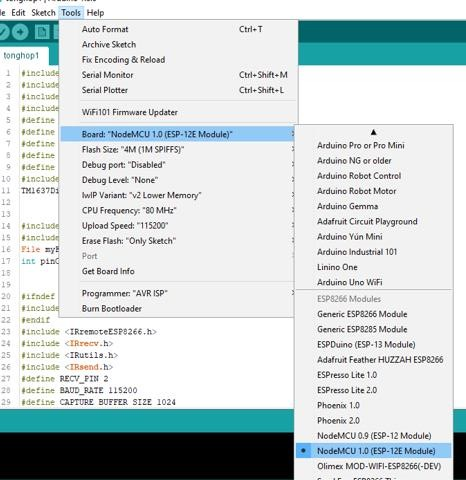 le Edit Sketch Tools Help
tonghop1
Auto Format Ctrl+T
Archive Sketch
Fix Encoding & Reload
Serial Monitor Ctrl+Shift+M
Serial Plotter Ctrl+Shift+L
WiFi101 Firmware Updater
Board: "NodeMCU 1.0 (ESP-12E Module)"
Flash Size: "4M (1M SPIFFS)"
Debug port: "Disabled"
Debug Level: "None"
lwIP Variant: "v2 Lower Memory"
CPU Frequency: "80 MHz"
Upload Speed: "115200"
Erase Flash: "Only Sketch"
Port
Get Board Info
Programmer: "AVR ISP"
Burn Bootloader
Arduino Pro or Pro Mini
Arduino NG or older
Arduino Robot Control
Arduino Robot Motor
Arduino Gemma
Adafruit Circuit Playground
Arduino Yún Mini
Arduino Industrial 101
Linino One
Arduino Uno WiFi
ESP8266 Modules
Generic ESP8266 Module
Generic ESP8285 Module
ESPDuino (ESP-13 Module)
Adafruit Feather HUZZAH ESP8266
ESPresso Lite 1.0
ESPresso Lite 2.0
Phoenix 1.0
Phoenix 2.0
NodeMCU 0.9 (ESP-12 Module)
NodeMCU 1.0 (ESP-12E Module)
Olimex MOD-WIFI-ESP8266(-DEV)
1 #include
2 #include
3 #include
4 #include
5 #define
6 #define
7 #define
8 #define
9 #define
10 #include
11 TM1637Di
12
13
14 #include
15 #include
16 File myF
17 int pinC
18
19
20 #ifndef
21 #define
22 #endif
23 #include <IRremoteESP8266.h>
24 #include <IRrecv.h>
25 #include <IRutils.h>
26 #include <IRsend.h>
27 #define RECV_PIN 2
28 #define BAUD_RATE 115200
29 #define CAPTURE BUFFER SIZE 1024